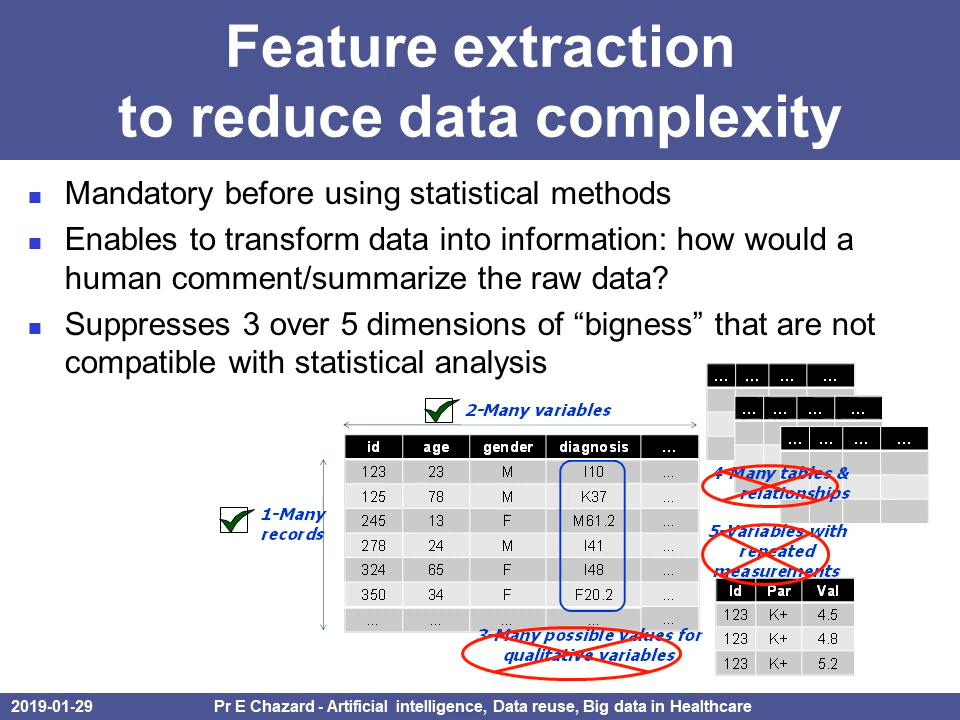 Feature extraction
to reduce data complexity
Mandatory before using statistical methods
Enables to transform data into information: how would a
human comment/summarize the raw data?
Suppresses 3 over 5 dimensions of “bigness” that are not
compatible with statistical analysis
2-Many variables
1-Many
records
id age gender diagnosis ...
123 23 M I10 ...
125 78 M K37 ...
245 13 F M61.2 ...
278 24 M I41 ...
324 65 F I48 ...
350 34 F F20.2 ...
... ... ... ... ...
3-Many possible values for
qualitative variables
... ... ... ...
... ... ... ...
... ... ... ...
4-Many tables &
relationships
5-Variables with
repeated
measurements
Id Par Val
123 K+ 4.5
123 K+ 4.8
123 K+ 5.2
2019-01-29 Pr E Chazard - Artificial intelligence, Data reuse, Big data in Healthcare